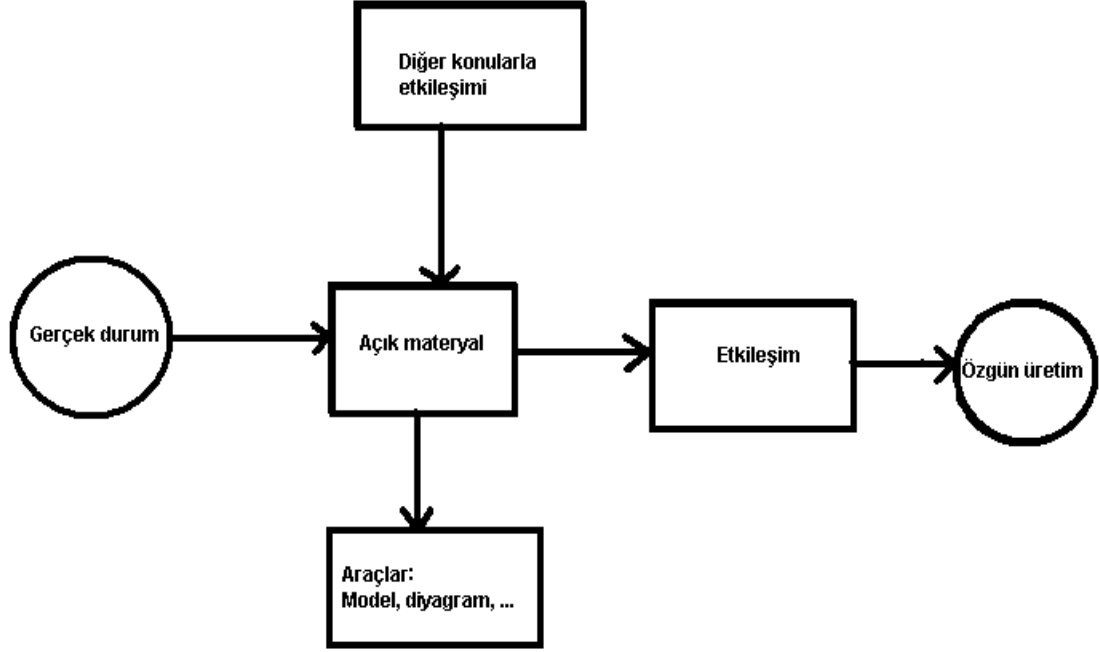 Diğer konularla
etkileşimi
Gerçek durum
Açık materyal
Etkileşim
Özgün üretim
Araçlar:
Model, diyagram, ...